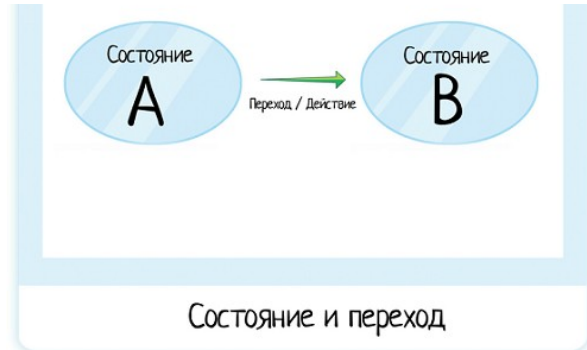 Состояние
A
Переход / Действие
Состояние
B
Состояние и переход